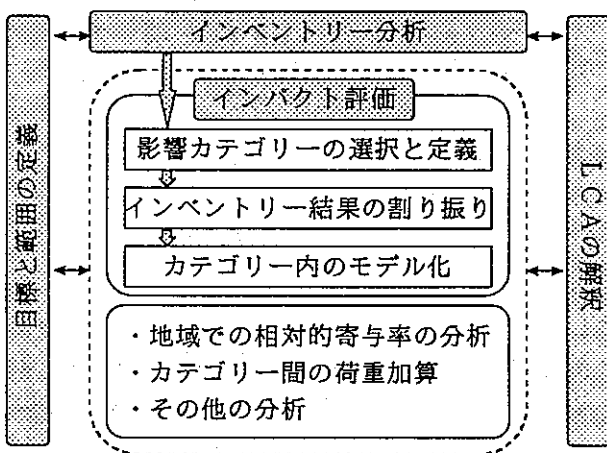 インベントリー分析
目標と範囲の定義
インパクト評価
影響カテゴリーの選択と定義
インベントリー結果の割り振り
カテゴリー内のモデル化
・地域での相対的寄与率の分析
・カテゴリー間の荷重加算
・その他の分析
LCAの解釈